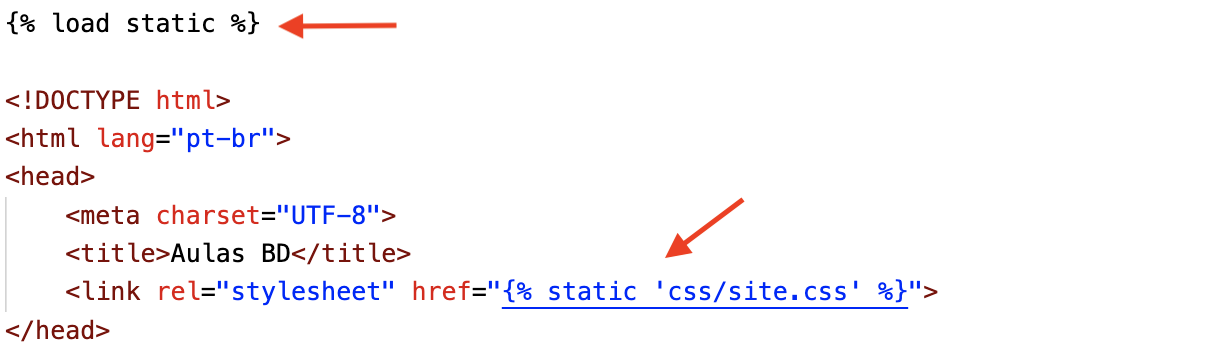 {% load static %}
<!DOCTYPE html>
<html lang="pt-br">
<head>
<meta charset="UTF-8">
<title>Aulas BD</title>
<link rel="stylesheet" href="{% static 'css/site.css' %}">
</head>